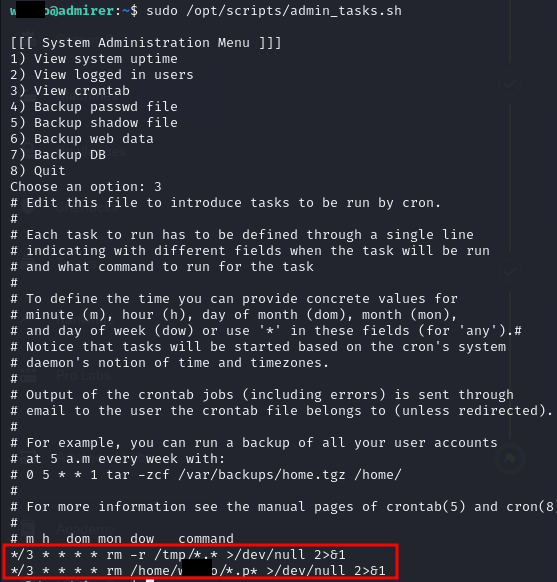 w    o@admirer:~$ sudo /opt/scripts/admin_tasks.sh
[[[ System Administration Menu ]]]
1) View system uptime
2) View logged in users
3) View crontab
4) Backup passwd file
5) Backup shadow file
6) Backup web data
7) Backup DB
8) Quit
Choose an option: 3
# Edit this file to introduce tasks to be run by cron.
#
# Each task to run has to be defined through a single line
# indicating with different fields when the task will be run
# and what command to run for the task
#
# To define the time you can provide concrete values for
# minute (m), hour (h), day of month (dom), month (mon),
# and day of week (dow) or use '*' in these fields (for 'any').#
# Notice that tasks will be started based on the cron's system
# daemon's notion of time and timezones.
#
# Output of the crontab jobs (including errors) is sent through
# email to the user the crontab file belongs to (unless redirected).
#
# For example, you can run a backup of all your user accounts
# at 5 a.m every week with:
# 0 5 * * 1 tar -zcf /var/backups/home.tgz /home/
#
# For more information see the manual pages of crontab(5) and cron(8
#
# m h  dom mon dow   command
*/3 * * * * rm -r /tmp/*.* >/dev/null 2>&1
*/3 * * * * rm /home/w    o/*.p* >/dev/null 2>&1